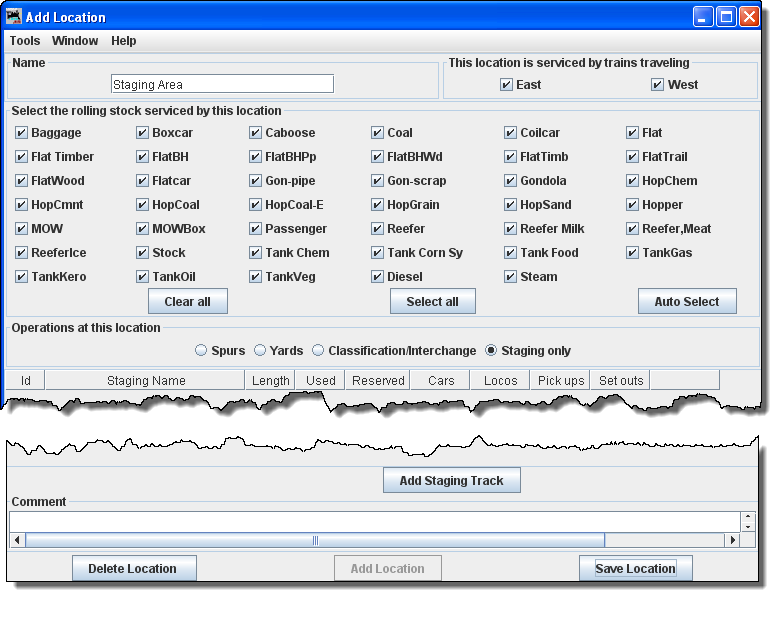 Add Location
Tools Window Help
Name This location is serviced by trains traveling
Staging Area East West
Select the rolling stock serviced by this location
Baggage Boxcar Caboose Coal Coilcar Flat
Flat Timber FlatBH FlatBHPp FlatBHWd FlatTimb FlatTrail
FlatWood Flatcar Gon-pipe Gon-scrap Gondola HopChem
HopCmnt HopCoal HopCoal-E HopGrain HopSand Hopper
MOW MOWBox Passenger Reefer Reefer Milk Reefer,Meat
ReeferIce Stock Tank Chem Tank Corn Sy Tank Food TankGas
TankKero TankOil TankVeg Diesel Steam
Clear all Select all Auto Select
Operations at this location
Spurs Yards Classification/Interchange Staging only
Id Staging Name Length Used Reserved Cars Locos Pick ups Set outs
Add Staging Track
Comment
Delete Location Add Location Save Location